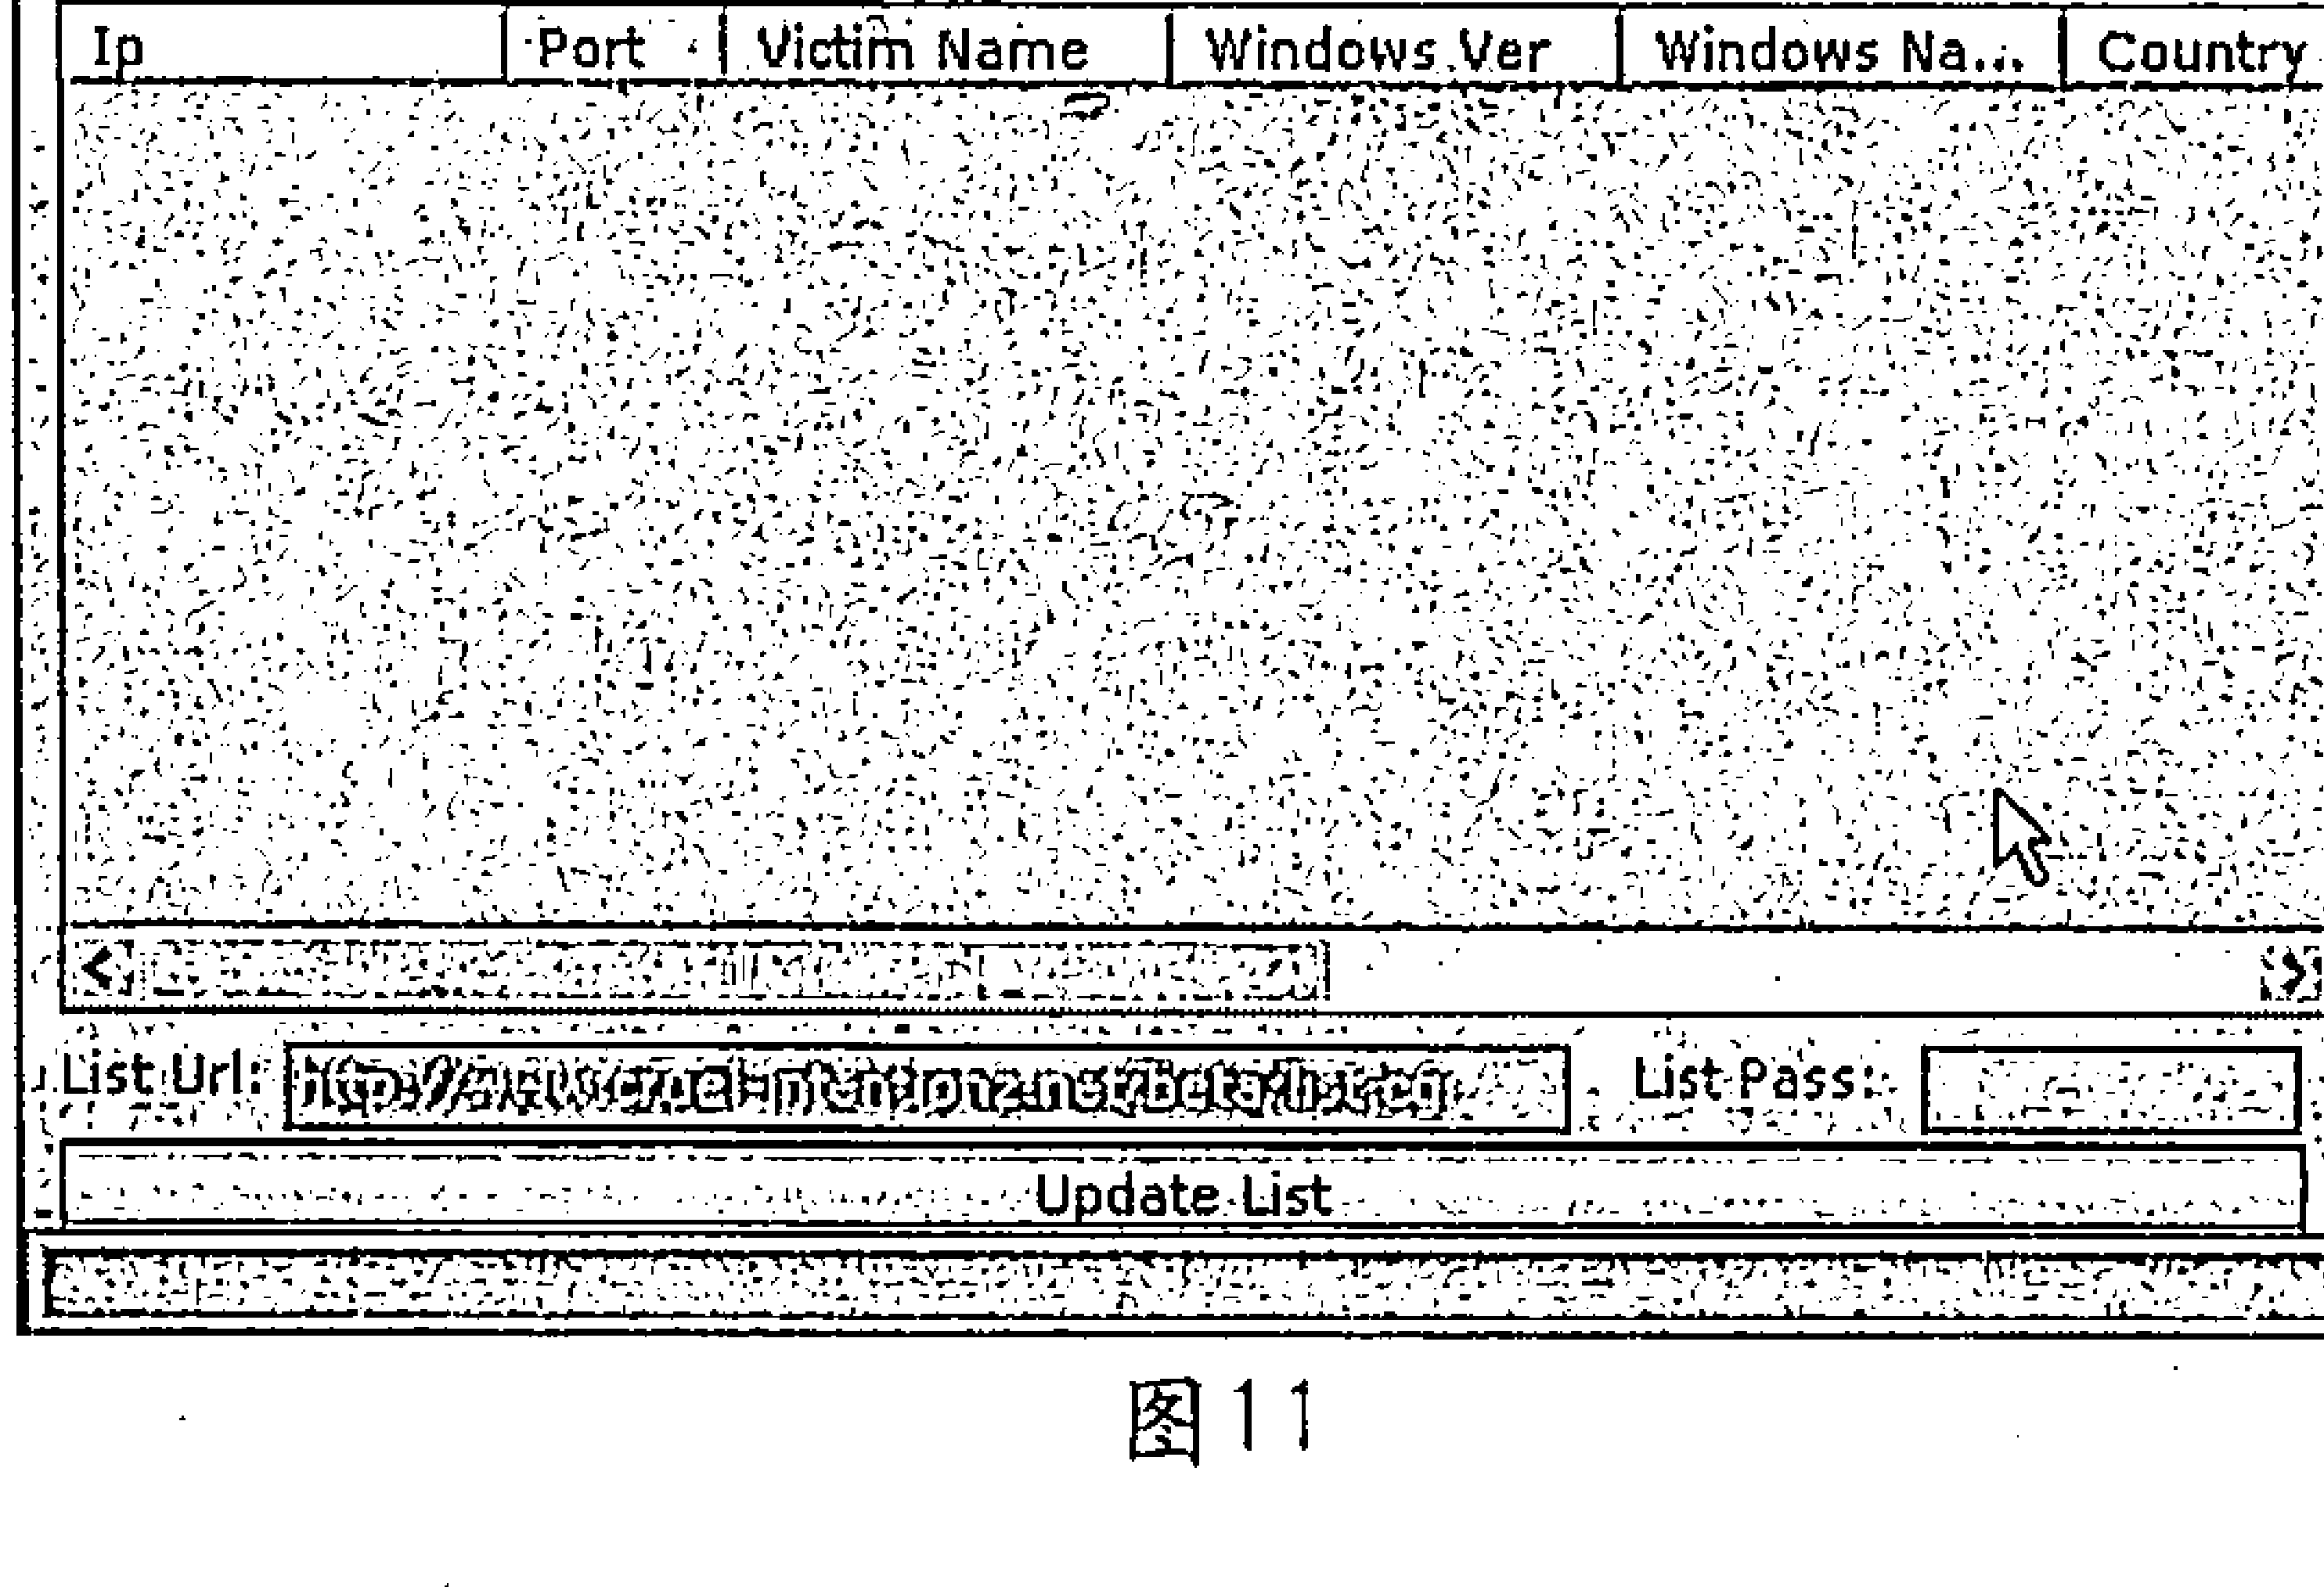 Ip Port Victim Name Windows Ver Windows Na... Country
List Url: List Pass:
Update List
图11